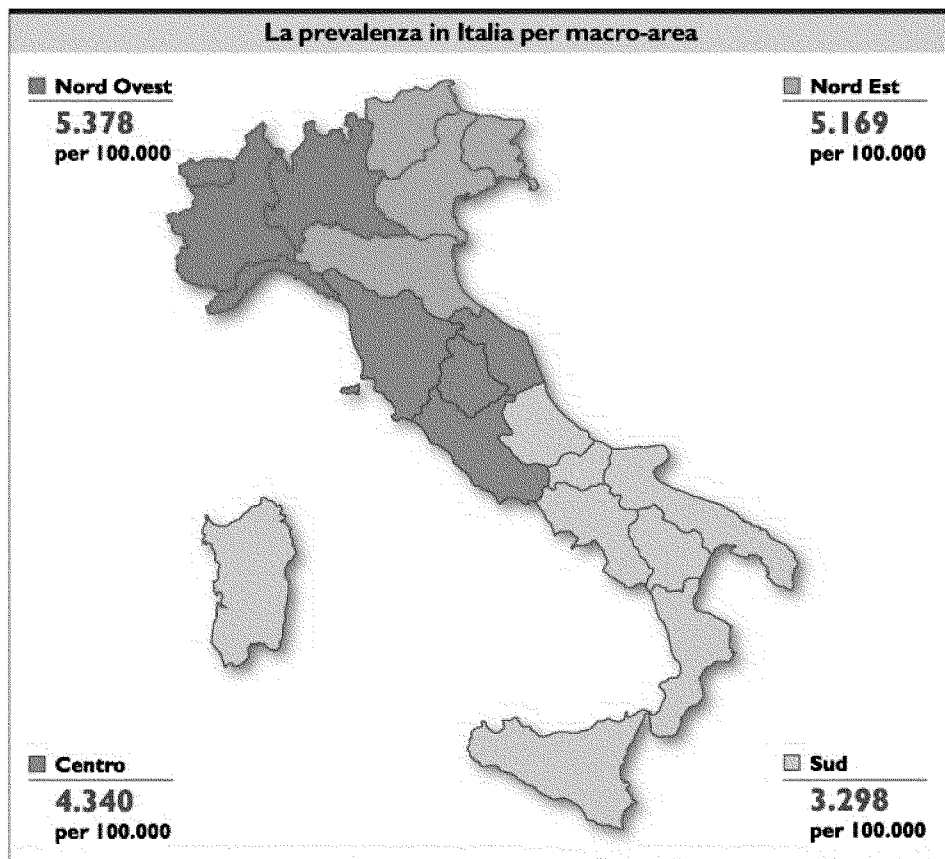 La prevalenza in Italia per macro-area
Nord Ovest
5.378
per 100.000
Nord Est
5.169
per 100.000
Centro
4.340
per 100.000
Sud
3.298
per 100.000